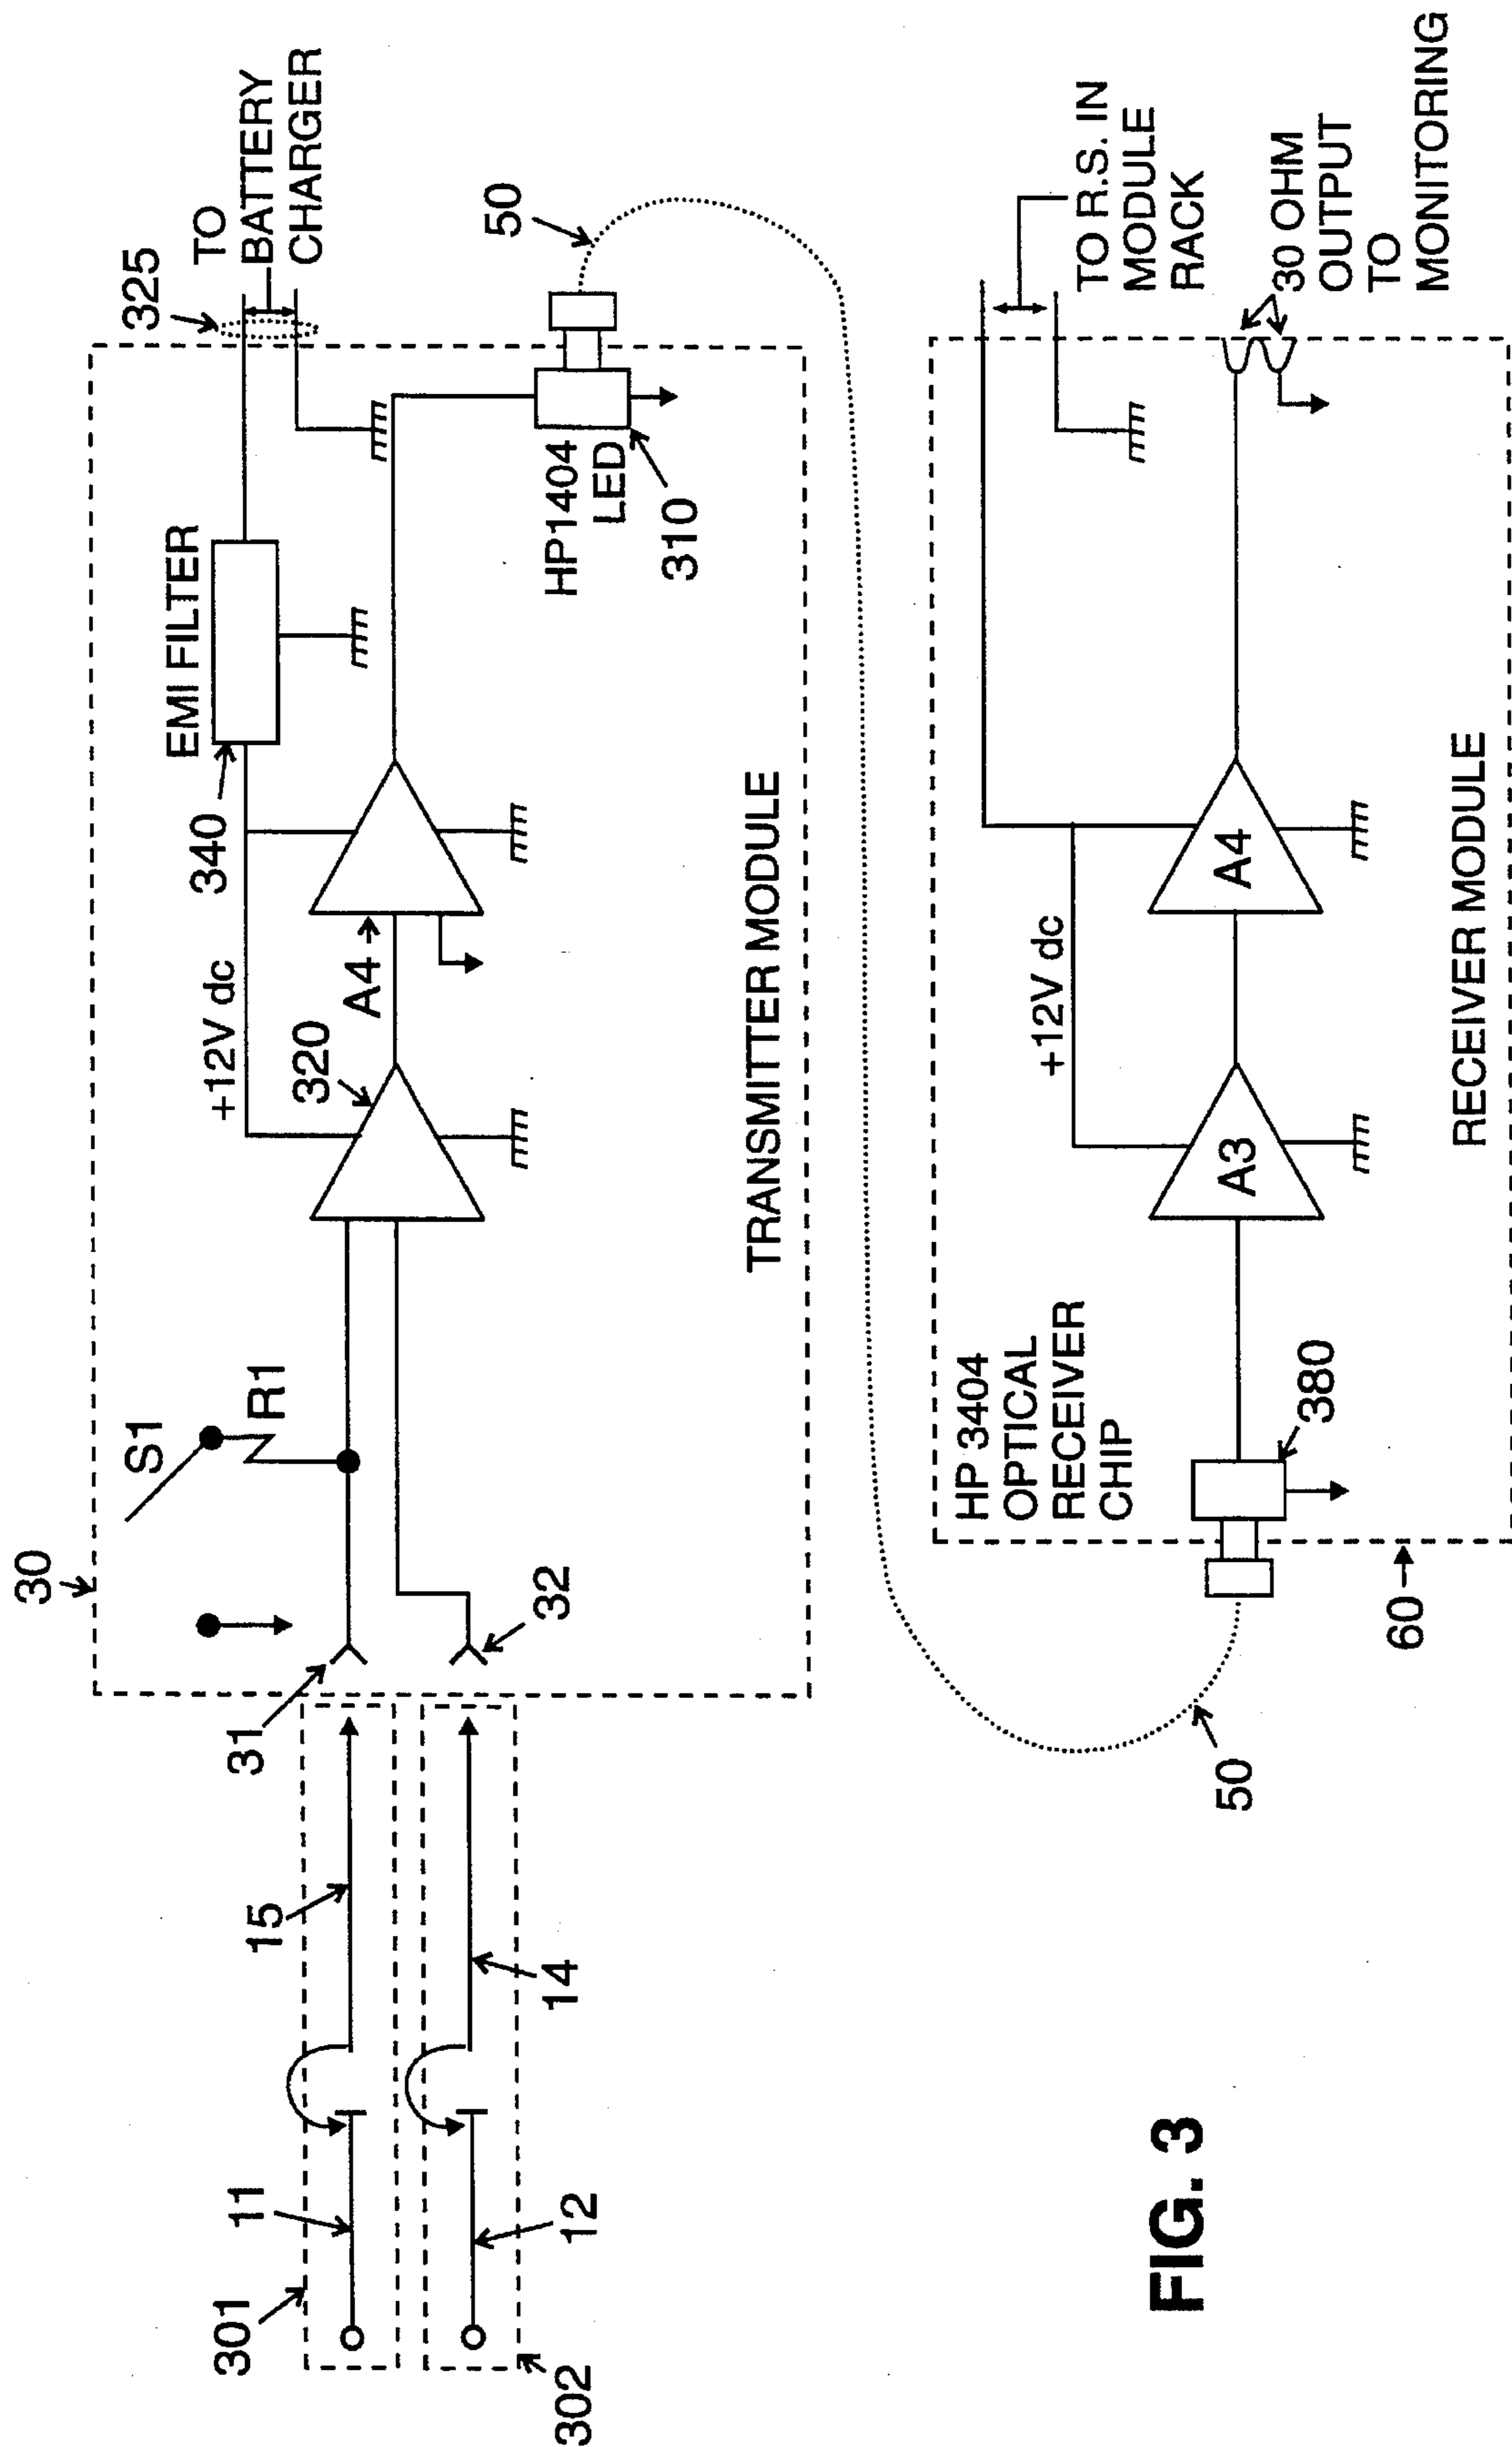 30
S1
R1
+12V dc
340
EMI FILTER
325
TO
BATTERY
CHARGER
320
A4
50
HP1404
LED
310
TRANSMITTER MODULE
31
32
301
11
15
302
12
14
HP 3404
OPTICAL
RECEIVER
CHIP
380
+12V dc
A3
A4
TO R.S. IN
MODULE
RACK
30 OHM
OUTPUT
TO
MONITORING
RECEIVER MODULE
60
50
FIG. 3